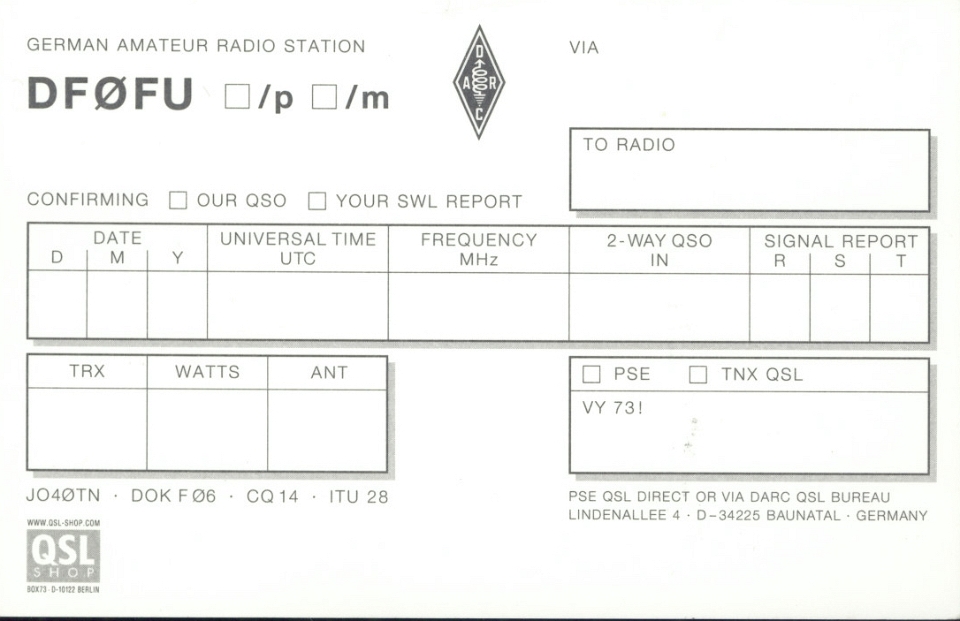 GERMAN AMATEUR RADIO STATION
DFØFU □/p □/m
D
A R
C
VIA
TO RADIO
CONFIRMING □ OUR QSO □ YOUR SWL REPORT
DATE UNIVERSAL TIME FREQUENCY 2-WAY QSO SIGNAL REPORT
D M Y UTC MHz IN R S T
TRX WATTS ANT
□ PSE □ TNX QSL
VY 73!
JO4ØTN · DOK FØ6 · CQ 14 · ITU 28
PSE QSL DIRECT OR VIA DARC QSL BUREAU
LINDENALLEE 4 · D-34225 BAUNATAL · GERMANY
WWW.QSL-SHOP.COM
QSL
SHOP
BOX73 · D-10122 BERLIN